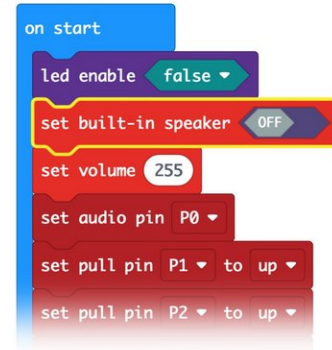 on start
led enable false
set built-in speaker OFF
set volume 255
set audio pin P0
set pull pin P1 to up
set pull pin P2 to up